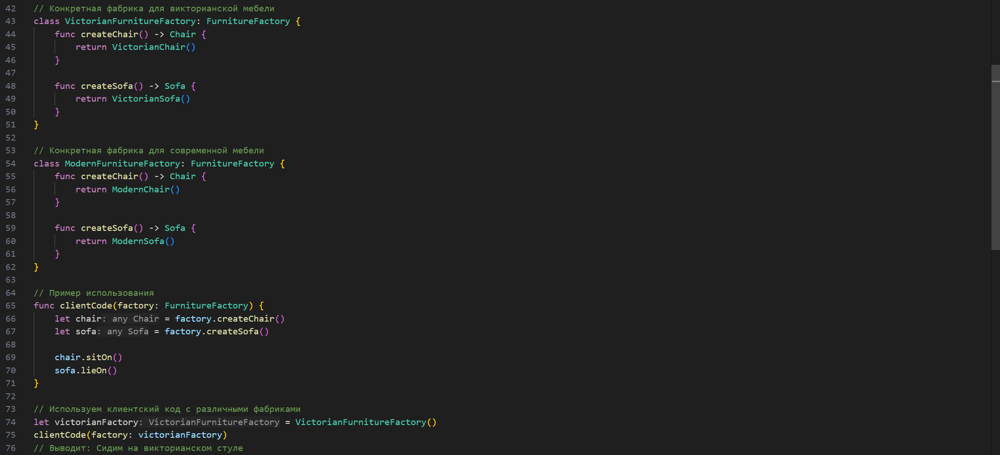 42 // Конкретная фабрика для викторианской мебели
43 class VictorianFurnitureFactory: FurnitureFactory {
44     func createChair() -> Chair {
45         return VictorianChair()
46     }
47
48     func createSofa() -> Sofa {
49         return VictorianSofa()
50     }
51 }
52
53 // Конкретная фабрика для современной мебели
54 class ModernFurnitureFactory: FurnitureFactory {
55     func createChair() -> Chair {
56         return ModernChair()
57     }
58
59     func createSofa() -> Sofa {
60         return ModernSofa()
61     }
62 }
63
64 // Пример использования
65 func clientCode(factory: FurnitureFactory) {
66     let chair: any Chair = factory.createChair()
67     let sofa: any Sofa = factory.createSofa()
68
69     chair.sitOn()
70     sofa.lieOn()
71 }
72
73 // Используем клиентский код с различными фабриками
74 let victorianFactory: VictorianFurnitureFactory = VictorianFurnitureFactory()
75 clientCode(factory: victorianFactory)
76 // Выводит: Сидим на викторианском стуле